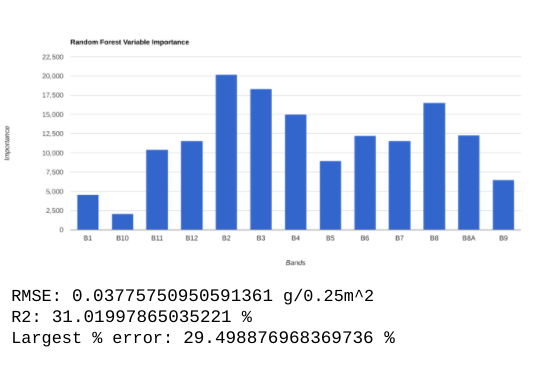 Random Forest Variable Importance
22,500
20,000
17,500
15,000
12,500
10,000
7,500
5,000
2,500
0
Importance
B1 B10 B11 B12 B2 B3 B4 B5 B6 B7 B8 B8A B9
Bands
RMSE: 0.03775750950591361 g/0.25m^2
R2: 31.01997865035221 %
Largest % error: 29.498876968369736 %